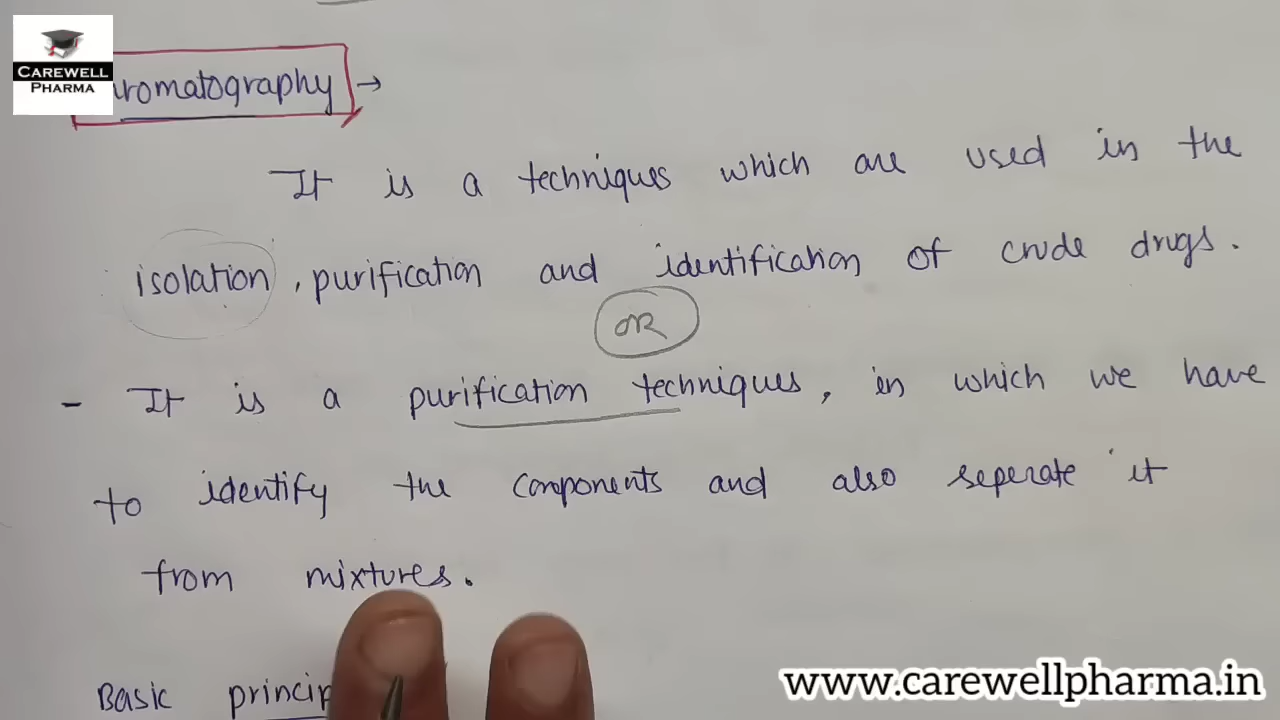 CAREWELL
PHARMA
romatography →
It is a techniques which are used in the
isolation, purification and identification of crude drugs.
OR
- It is a purification techniques, in which we have
to identify the components and also seperate it
from mixtures.
Basic princip
www.carewellpharma.in